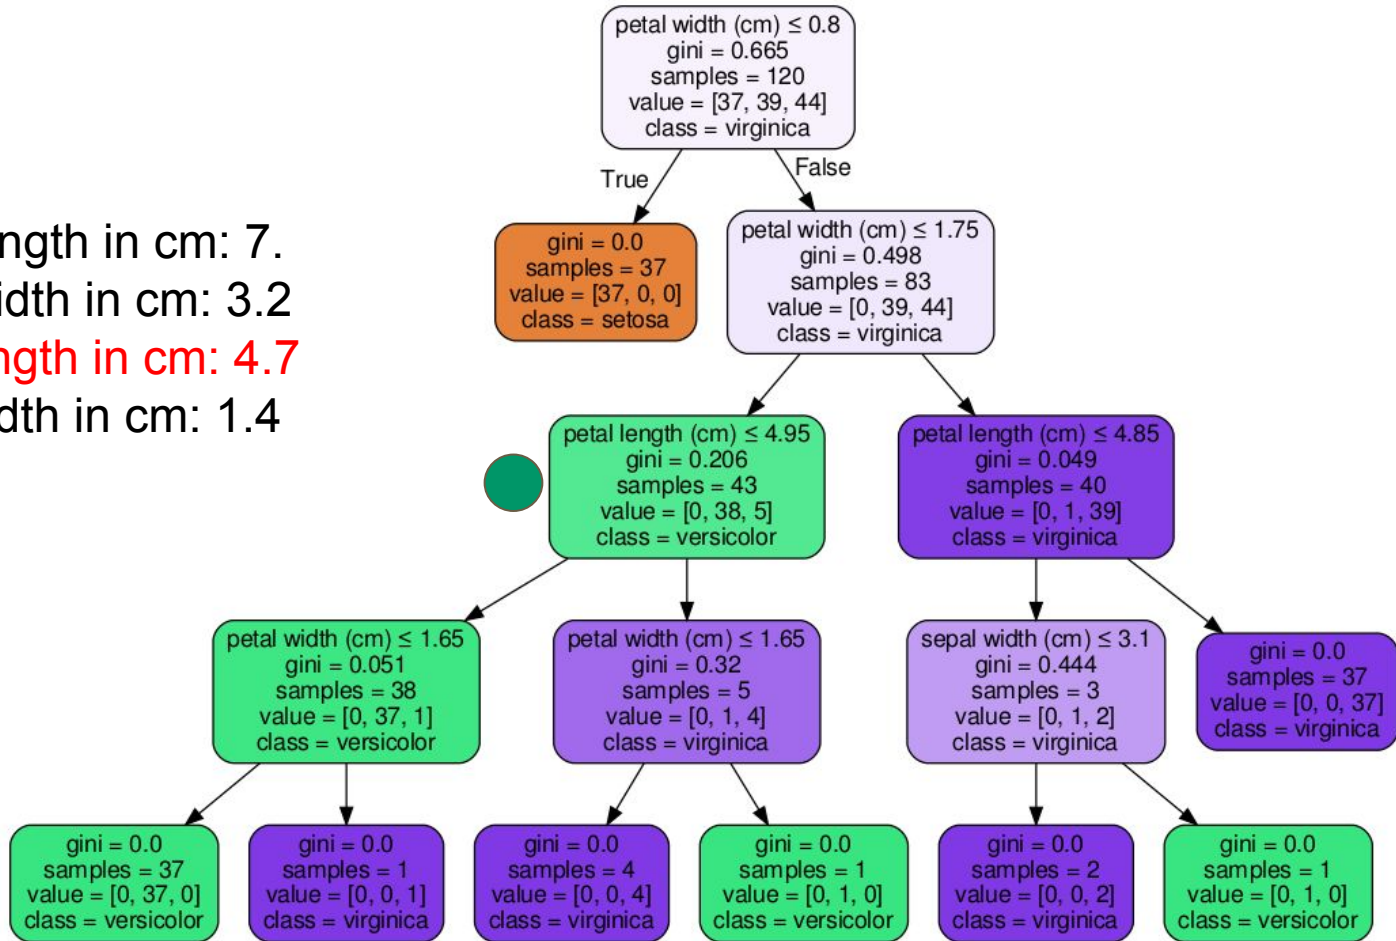 petal width (cm) ≤ 0.8
gini = 0.665
samples = 120
value = [37, 39, 44]
class = virginica
True
False
ngth in cm: 7.
idth in cm: 3.2
ngth in cm: 4.7
dth in cm: 1.4
gini = 0.0
samples = 37
value = [37, 0, 0]
class = setosa
petal width (cm) ≤ 1.75
gini = 0.498
samples = 83
value = [0, 39, 44]
class = virginica
petal length (cm) ≤ 4.95
gini = 0.206
samples = 43
value = [0, 38, 5]
class = versicolor
petal length (cm) ≤ 4.85
gini = 0.049
samples = 40
value = [0, 1, 39]
class = virginica
petal width (cm) ≤ 1.65
gini = 0.051
samples = 38
value = [0, 37, 1]
class = versicolor
petal width (cm) ≤ 1.65
gini = 0.32
samples = 5
value = [0, 1, 4]
class = virginica
sepal width (cm) ≤ 3.1
gini = 0.444
samples = 3
value = [0, 1, 2]
class = virginica
gini = 0.0
samples = 37
value = [0, 0, 37]
class = virginica
gini = 0.0
samples = 37
value = [0, 37, 0]
class = versicolor
gini = 0.0
samples = 1
value = [0, 0, 1]
class = virginica
gini = 0.0
samples = 4
value = [0, 0, 4]
class = virginica
gini = 0.0
samples = 1
value = [0, 1, 0]
class = versicolor
gini = 0.0
samples = 2
value = [0, 0, 2]
class = virginica
gini = 0.0
samples = 1
value = [0, 1, 0]
class = versicolor